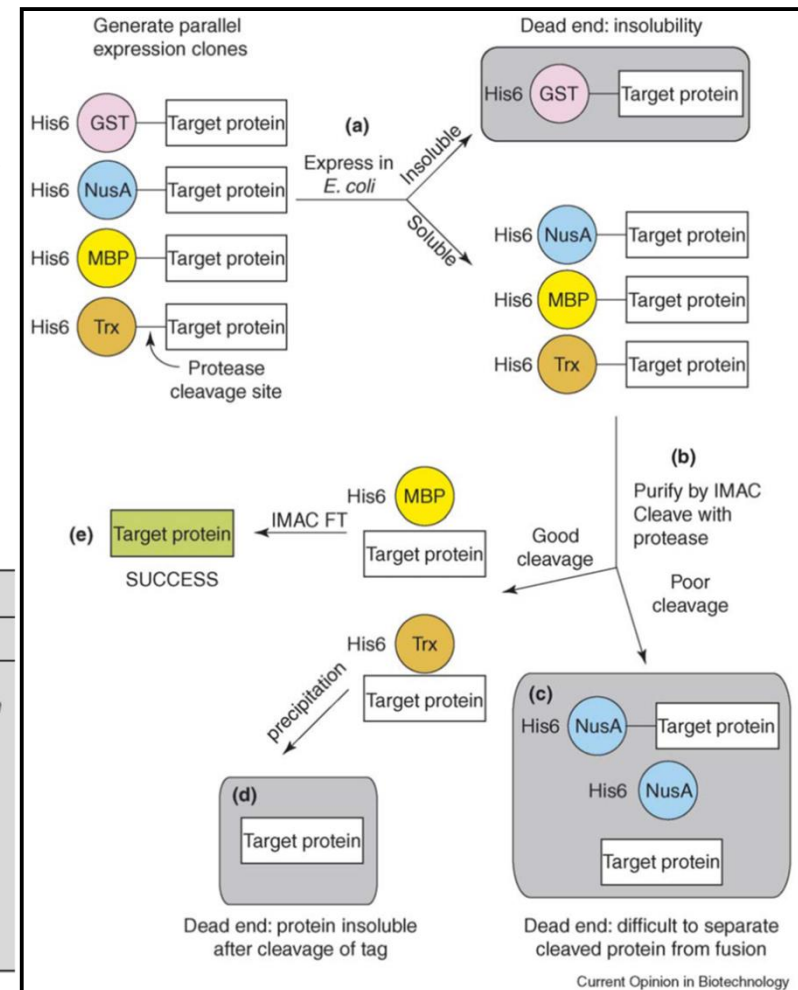 Generate parallel
expression clones
His6 GST Target protein
His6 NusA Target protein
His6 MBP Target protein
His6 Trx Target protein
Protease
cleavage site
(a)
Express in
E. coli
Insoluble
Soluble
Dead end: insolubility
His6 GST Target protein
His6 NusA Target protein
His6 MBP Target protein
His6 Trx Target protein
(b)
Purify by IMAC
Cleave with
protease
Good
cleavage
Poor
cleavage
His6 MBP
Target protein
IMAC FT
(e) Target protein
SUCCESS
His6 Trx
Target protein
precipitation
(d)
Target protein
Dead end: protein insoluble
after cleavage of tag
(c)
His6 NusA Target protein
His6 NusA
Target protein
Dead end: difficult to separate
cleaved protein from fusion
Current Opinion in Biotechnology